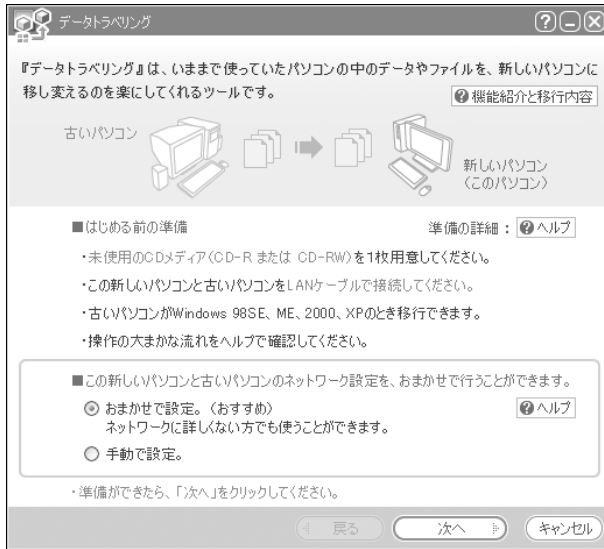 データトラベリング
『データトラベリング』は、いままで使っていたパソコンの中のデータやファイルを、新しいパソコンに
移し変えるのを楽にしてくれるツールです。
機能紹介と移行内容
古いパソコン
新しいパソコン
(このパソコン)
■はじめる前の準備
準備の詳細：
ヘルプ
・未使用のCDメディア(CD-R または CD-RW)を1枚用意してください。
・この新しいパソコンと古いパソコンをLANケーブルで接続してください。
・古いパソコンがWindows 98SE、ME、2000、XPのとき移行できます。
・操作の大まかな流れをヘルプで確認してください。
■この新しいパソコンと古いパソコンのネットワーク設定を、おまかせで行うことができます。
おまかせで設定。(おすすめ)
ヘルプ
ネットワークに詳しくない方でも使うことができます。
手動で設定。
・準備ができたら、「次へ」をクリックしてください。
戻る
次へ
キャンセル